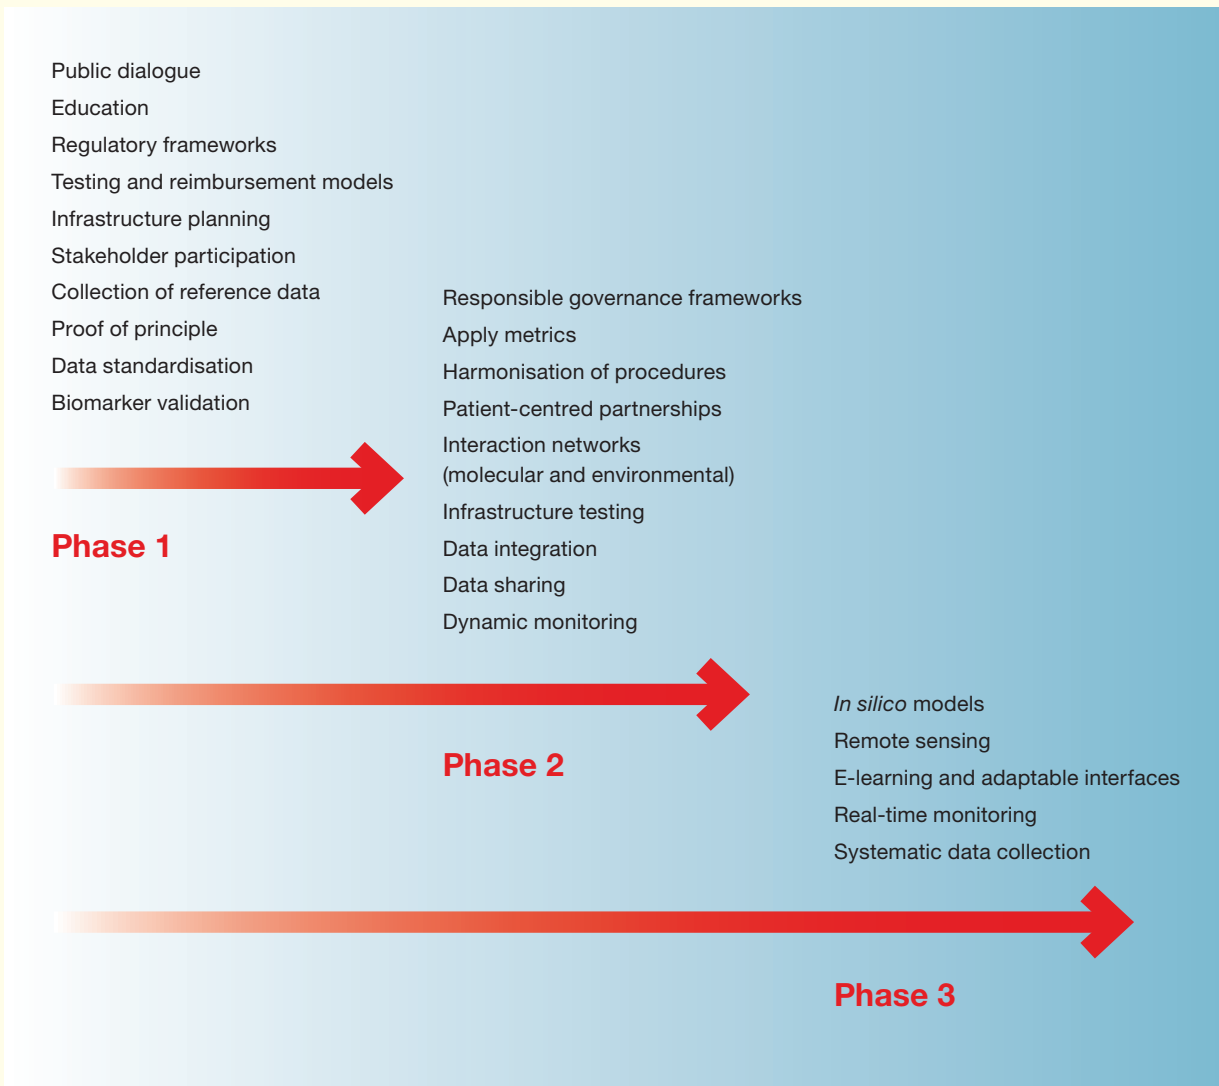 Public dialogue
Education
Regulatory frameworks
Testing and reimbursement models
Infrastructure planning
Stakeholder participation
Collection of reference data
Proof of principle
Data standardisation
Biomarker validation
Phase 1
Responsible governance frameworks
Apply metrics
Harmonisation of procedures
Patient-centred partnerships
Interaction networks
(molecular and environmental)
Infrastructure testing
Data integration
Data sharing
Dynamic monitoring
Phase 2
In silico models
Remote sensing
E-learning and adaptable interfaces
Real-time monitoring
Systematic data collection
Phase 3